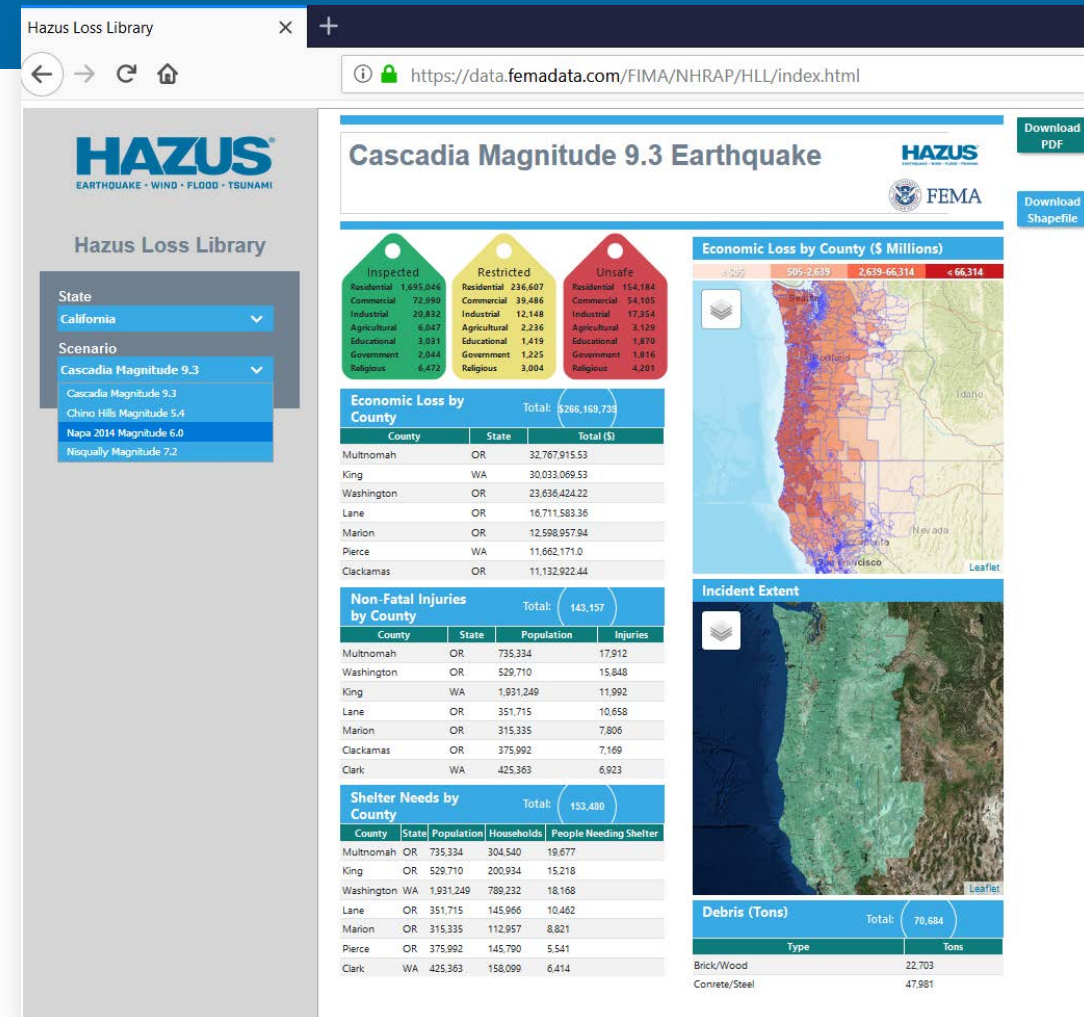 Hazus Loss Library
https://data.femadata.com/FIMA/NHRAP/HLL/index.html
HAZUS
EARTHQUAKE - WIND - FLOOD - TSUNAMI
Hazus Loss Library
State
California
Scenario
Cascadia Magnitude 9.3
Cascadia Magnitude 9.3
Chino Hills Magnitude 5.4
Napa 2014 Magnitude 6.0
Nisqually Magnitude 7.2
Cascadia Magnitude 9.3 Earthquake
HAZUS
FEMA
Download
PDF
Download
Shapefile
Inspected
Residential 1,695,046
Commercial 72,990
Industrial 20,832
Agricultural 6,047
Educational 3,031
Government 2,044
Religious 6,472
Restricted
Residential 236,607
Commercial 39,486
Industrial 12,148
Agricultural 2,236
Educational 1,419
Government 1,225
Religious 3,004
Unsafe
Residential 154,184
Commercial 54,105
Industrial 17,354
Agricultural 3,129
Educational 1,870
Government 1,816
Religious 4,201
Economic Loss by
County
Total: $266,169,739
County State Total ($)
Multnomah OR 32,767,915.53
King WA 30,033,069.53
Washington OR 23,636,424.22
Lane OR 16,711,583.36
Marion OR 12,598,957.94
Pierce WA 11,662,171.0
Clackamas OR 11,132,922.44
Non-Fatal Injuries
by County
Total: 143,157
County State Population Injuries
Multnomah OR 735,334 17,912
Washington OR 529,710 15,848
King WA 1,931,249 11,992
Lane OR 351,715 10,658
Marion OR 315,335 7,806
Clackamas OR 375,992 7,169
Clark WA 425,363 6,923
Shelter Needs by
County
Total: 153,480
County State Population Households People Needing Shelter
Multnomah OR 735,334 304,540 19,677
King OR 529,710 200,934 15,218
Washington WA 1,931,249 789,232 18,168
Lane OR 351,715 145,966 10,462
Marion OR 315,335 112,957 8,821
Pierce OR 375,992 145,790 5,541
Clark WA 425,363 158,099 6,414
Economic Loss by County ($ Millions)
<505 505-2,639 2,639-66,314 < 66,314
Seattle
Portland
Idaho
Nevada
Leaflet
Incident Extent
Leaflet
Debris (Tons)
Total: 70,684
Type Tons
Brick/Wood 22,703
Conrete/Steel 47,981